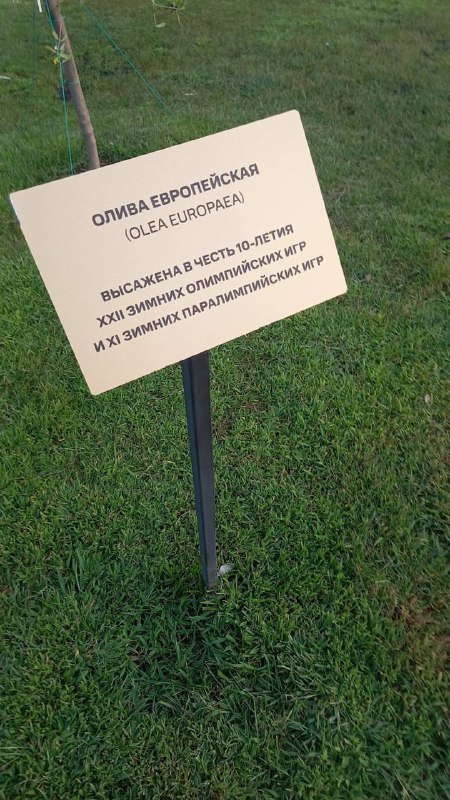 ОЛИВА ЕВРОПЕЙСКАЯ
(OLEA EUROPAEA)
ВЫСАЖЕНА В ЧЕСТЬ 10-ЛЕТИЯ
XXII ЗИМНИХ ОЛИМПИЙСКИХ ИГР
И XI ЗИМНИХ ПАРАЛИМПИЙСКИХ ИГР